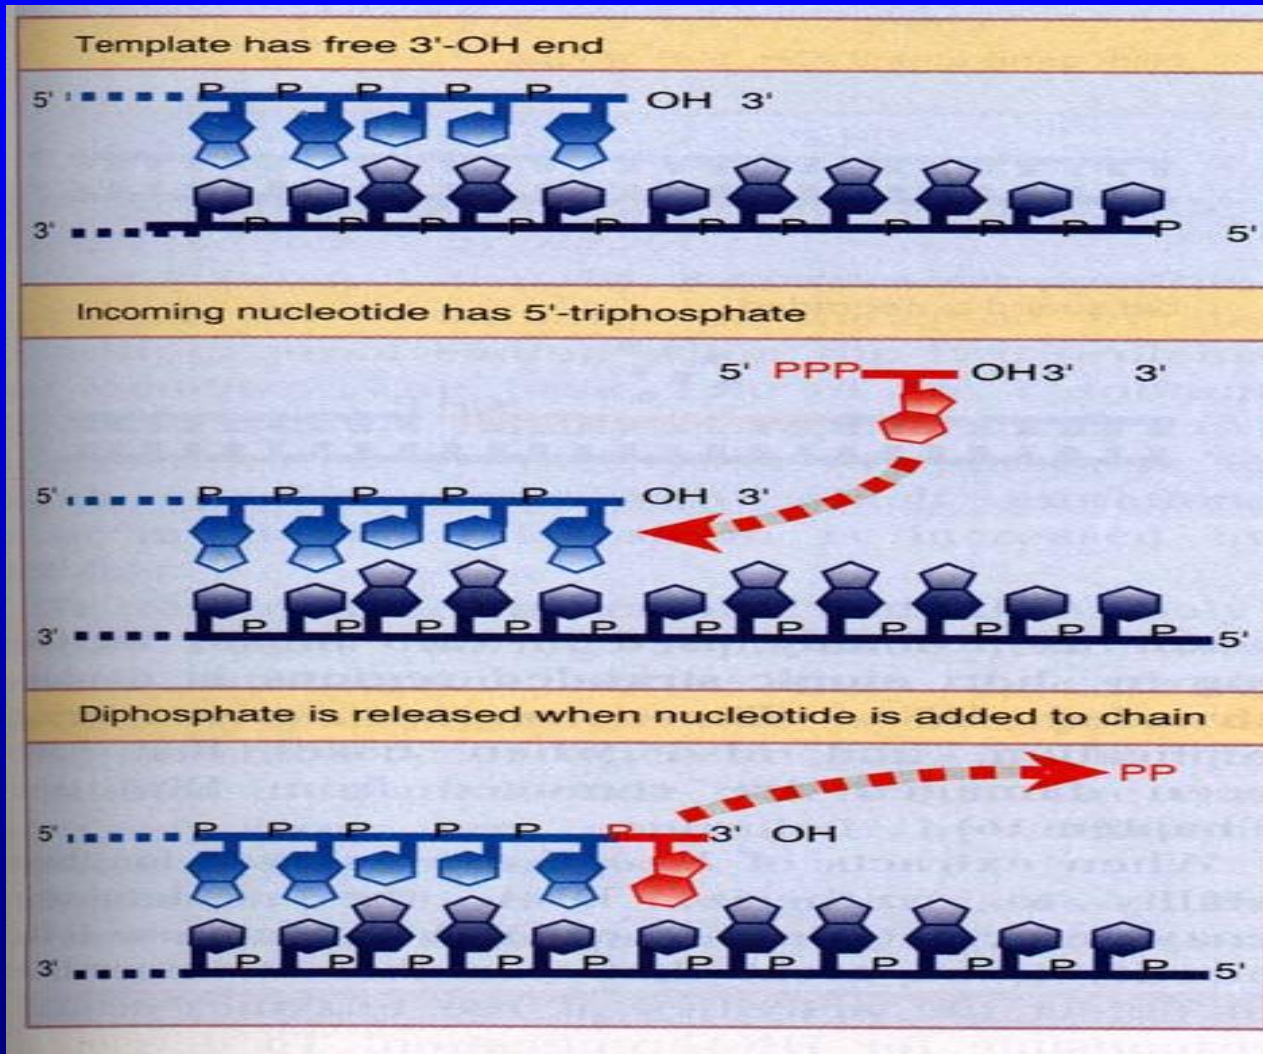 Template has free 3'-OH end
5' P P P P P OH 3'
3' P P P P P P P P P P P 5'
Incoming nucleotide has 5'-triphosphate
5' PPP OH 3' 3'
5' P P P P P OH 3'
3' P P P P P P P P P P P 5'
Diphosphate is released when nucleotide is added to chain
PP
5' P P P P P P 3' OH
3' P P P P P P P P P P P 5'